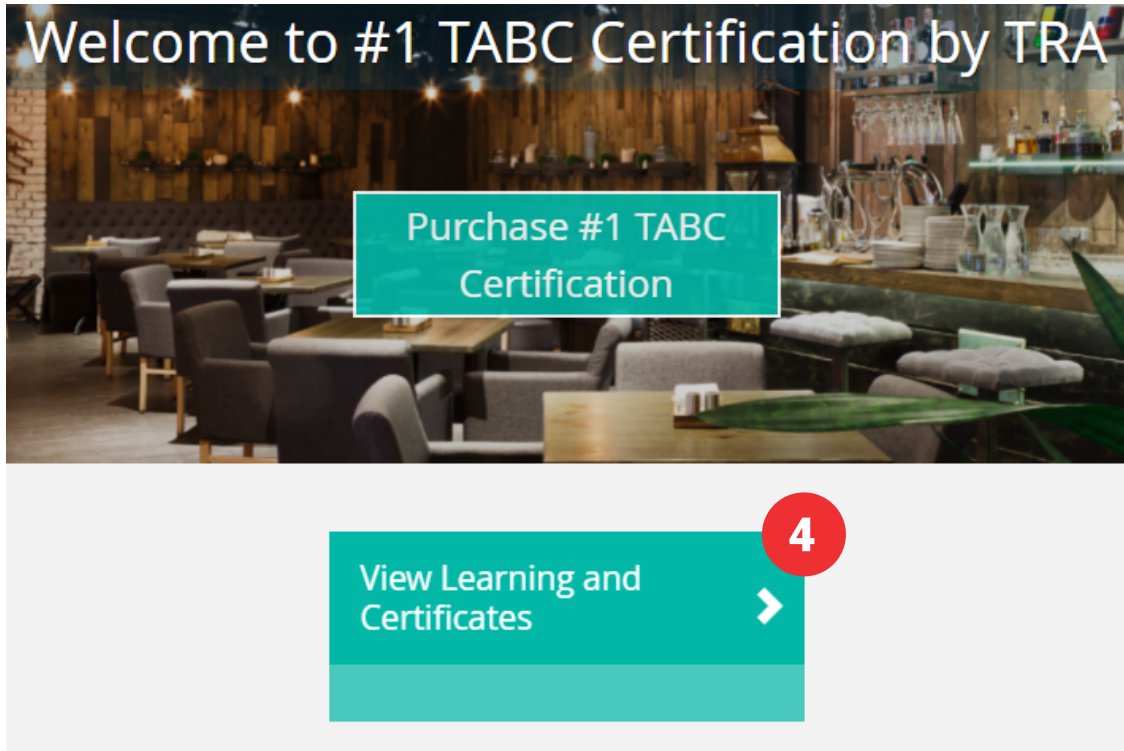 Welcome to #1 TABC Certification by TRA
Purchase #1 TABC
Certification
4
View Learning and
Certificates